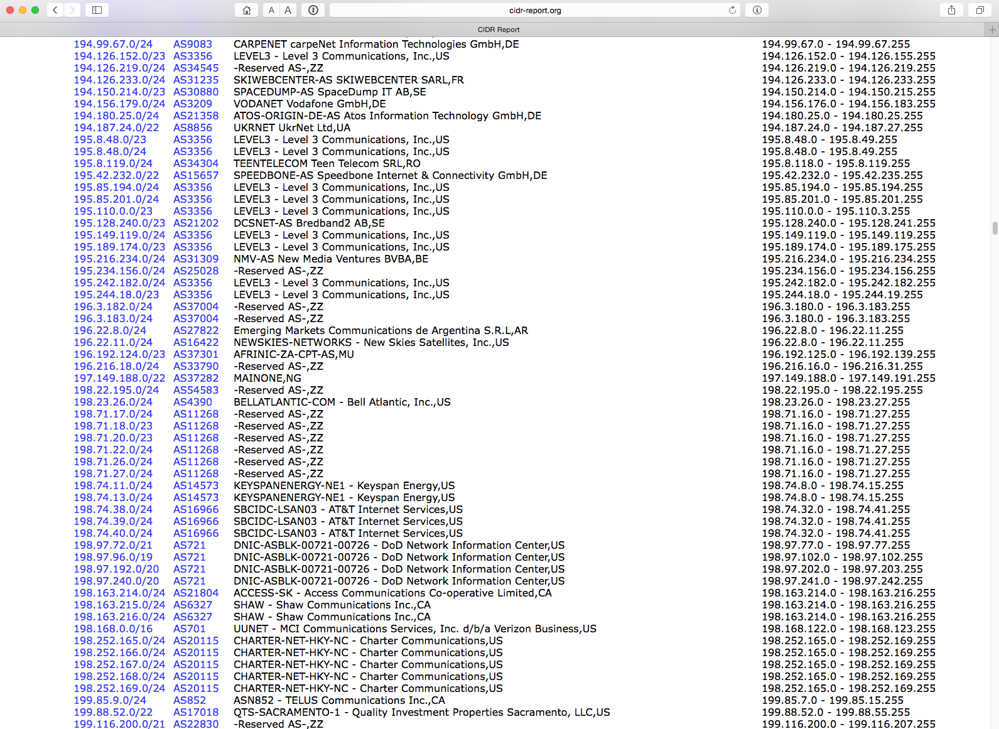 A A
cidr-report.org
CIDR Report
194.99.67.0/24 AS9083 CARPENET carpeNet Information Technologies GmbH,DE 194.99.67.0 - 194.99.67.255
194.126.152.0/23 AS3356 LEVEL3 - Level 3 Communications, Inc.,US 194.126.152.0 - 194.126.155.255
194.126.219.0/24 AS34545 -Reserved AS-,ZZ 194.126.219.0 - 194.126.219.255
194.126.233.0/24 AS31235 SKIWEBCENTER-AS SKIWEBCENTER SARL,FR 194.126.233.0 - 194.126.233.255
194.150.214.0/23 AS30880 SPACEDUMP-AS SpaceDump IT AB,SE 194.150.214.0 - 194.150.215.255
194.156.179.0/24 AS3209 VODANET Vodafone GmbH,DE 194.156.176.0 - 194.156.183.255
194.180.25.0/24 AS21358 ATOS-ORIGIN-DE-AS Atos Information Technology GmbH,DE 194.180.25.0 - 194.180.25.255
194.187.24.0/22 AS8856 UKRNET UkrNet Ltd,UA 194.187.24.0 - 194.187.27.255
195.8.48.0/23 AS3356 LEVEL3 - Level 3 Communications, Inc.,US 195.8.48.0 - 195.8.49.255
195.8.48.0/24 AS3356 LEVEL3 - Level 3 Communications, Inc.,US 195.8.48.0 - 195.8.49.255
195.8.119.0/24 AS34304 TEENTELECOM Teen Telecom SRL,RO 195.8.118.0 - 195.8.119.255
195.42.232.0/22 AS15657 SPEEDBONE-AS Speedbone Internet & Connectivity GmbH,DE 195.42.232.0 - 195.42.235.255
195.85.194.0/24 AS3356 LEVEL3 - Level 3 Communications, Inc.,US 195.85.194.0 - 195.85.194.255
195.85.201.0/24 AS3356 LEVEL3 - Level 3 Communications, Inc.,US 195.85.201.0 - 195.85.201.255
195.110.0.0/23 AS3356 LEVEL3 - Level 3 Communications, Inc.,US 195.110.0.0 - 195.110.3.255
195.128.240.0/23 AS21202 DCSNET-AS Bredband2 AB,SE 195.128.240.0 - 195.128.241.255
195.149.119.0/24 AS3356 LEVEL3 - Level 3 Communications, Inc.,US 195.149.119.0 - 195.149.119.255
195.189.174.0/23 AS3356 LEVEL3 - Level 3 Communications, Inc.,US 195.189.174.0 - 195.189.175.255
195.216.234.0/24 AS31309 NMV-AS New Media Ventures BVBA,BE 195.216.234.0 - 195.216.234.255
195.234.156.0/24 AS25028 -Reserved AS-,ZZ 195.234.156.0 - 195.234.156.255
195.242.182.0/24 AS3356 LEVEL3 - Level 3 Communications, Inc.,US 195.242.182.0 - 195.242.182.255
195.244.18.0/23 AS3356 LEVEL3 - Level 3 Communications, Inc.,US 195.244.18.0 - 195.244.19.255
196.3.182.0/24 AS37004 -Reserved AS-,ZZ 196.3.180.0 - 196.3.183.255
196.3.183.0/24 AS37004 -Reserved AS-,ZZ 196.3.180.0 - 196.3.183.255
196.22.8.0/24 AS27822 Emerging Markets Communications de Argentina S.R.L,AR 196.22.8.0 - 196.22.11.255
196.22.11.0/24 AS16422 NEWSKIES-NETWORKS - New Skies Satellites, Inc.,US 196.22.8.0 - 196.22.11.255
196.192.124.0/23 AS37301 AFRINIC-ZA-CPT-AS,MU 196.192.125.0 - 196.192.139.255
196.216.18.0/24 AS33790 -Reserved AS-,ZZ 196.216.16.0 - 196.216.31.255
197.149.188.0/22 AS37282 MAINONE,NG 197.149.188.0 - 197.149.191.255
198.22.195.0/24 AS54583 -Reserved AS-,ZZ 198.22.195.0 - 198.22.195.255
198.23.26.0/24 AS4390 BELLATLANTIC-COM - Bell Atlantic, Inc.,US 198.23.26.0 - 198.23.27.255
198.71.17.0/24 AS11268 -Reserved AS-,ZZ 198.71.16.0 - 198.71.27.255
198.71.18.0/23 AS11268 -Reserved AS-,ZZ 198.71.16.0 - 198.71.27.255
198.71.20.0/23 AS11268 -Reserved AS-,ZZ 198.71.16.0 - 198.71.27.255
198.71.22.0/24 AS11268 -Reserved AS-,ZZ 198.71.16.0 - 198.71.27.255
198.71.26.0/24 AS11268 -Reserved AS-,ZZ 198.71.16.0 - 198.71.27.255
198.71.27.0/24 AS11268 -Reserved AS-,ZZ 198.71.16.0 - 198.71.27.255
198.74.11.0/24 AS14573 KEYSPANENERGY-NE1 - Keyspan Energy,US 198.74.8.0 - 198.74.15.255
198.74.13.0/24 AS14573 KEYSPANENERGY-NE1 - Keyspan Energy,US 198.74.8.0 - 198.74.15.255
198.74.38.0/24 AS16966 SBCIDC-LSAN03 - AT&T Internet Services,US 198.74.32.0 - 198.74.41.255
198.74.39.0/24 AS16966 SBCIDC-LSAN03 - AT&T Internet Services,US 198.74.32.0 - 198.74.41.255
198.74.40.0/24 AS16966 SBCIDC-LSAN03 - AT&T Internet Services,US 198.74.32.0 - 198.74.41.255
198.97.72.0/21 AS721 DNIC-ASBLK-00721-00726 - DoD Network Information Center,US 198.97.77.0 - 198.97.77.255
198.97.96.0/19 AS721 DNIC-ASBLK-00721-00726 - DoD Network Information Center,US 198.97.102.0 - 198.97.102.255
198.97.192.0/20 AS721 DNIC-ASBLK-00721-00726 - DoD Network Information Center,US 198.97.202.0 - 198.97.203.255
198.97.240.0/20 AS721 DNIC-ASBLK-00721-00726 - DoD Network Information Center,US 198.97.241.0 - 198.97.242.255
198.163.214.0/24 AS21804 ACCESS-SK - Access Communications Co-operative Limited,CA 198.163.214.0 - 198.163.216.255
198.163.215.0/24 AS6327 SHAW - Shaw Communications Inc.,CA 198.163.214.0 - 198.163.216.255
198.163.216.0/24 AS6327 SHAW - Shaw Communications Inc.,CA 198.163.214.0 - 198.163.216.255
198.168.0.0/16 AS701 UUNET - MCI Communications Services, Inc. d/b/a Verizon Business,US 198.168.122.0 - 198.168.123.255
198.252.165.0/24 AS20115 CHARTER-NET-HKY-NC - Charter Communications,US 198.252.165.0 - 198.252.169.255
198.252.166.0/24 AS20115 CHARTER-NET-HKY-NC - Charter Communications,US 198.252.165.0 - 198.252.169.255
198.252.167.0/24 AS20115 CHARTER-NET-HKY-NC - Charter Communications,US 198.252.165.0 - 198.252.169.255
198.252.168.0/24 AS20115 CHARTER-NET-HKY-NC - Charter Communications,US 198.252.165.0 - 198.252.169.255
198.252.169.0/24 AS20115 CHARTER-NET-HKY-NC - Charter Communications,US 198.252.165.0 - 198.252.169.255
199.85.9.0/24 AS852 ASN852 - TELUS Communications Inc.,CA 199.85.7.0 - 199.85.15.255
199.88.52.0/22 AS17018 QTS-SACRAMENTO-1 - Quality Investment Properties Sacramento, LLC,US 199.88.52.0 - 199.88.55.255
199.116.200.0/21 AS22830 -Reserved AS-,ZZ 199.116.200.0 - 199.116.207.255